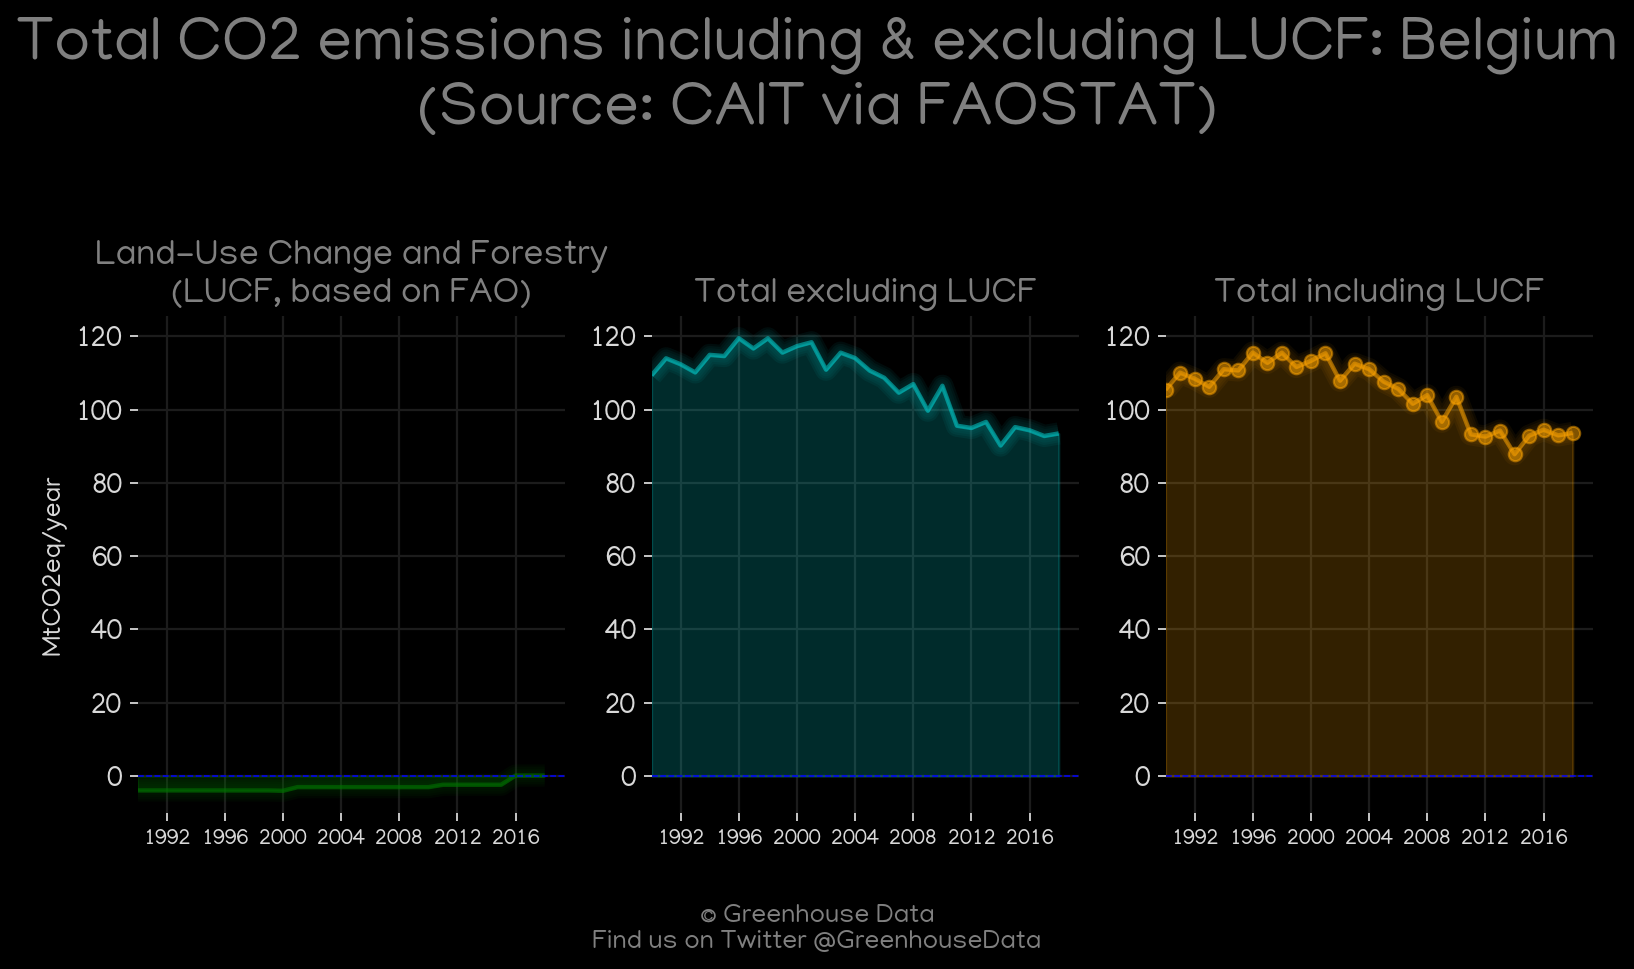 Total CO2 emissions including & excluding LUCF: Belgium
(Source: CAIT via FAOSTAT)
Land-Use Change and Forestry
(LUCF, based on FAO)
MtCO2eq/year
120
100
80
60
40
20
0
1992 1996 2000 2004 2008 2012 2016
Total excluding LUCF
120
100
80
60
40
20
0
1992 1996 2000 2004 2008 2012 2016
Total including LUCF
120
100
80
60
40
20
0
1992 1996 2000 2004 2008 2012 2016
© Greenhouse Data
Find us on Twitter @GreenhouseData